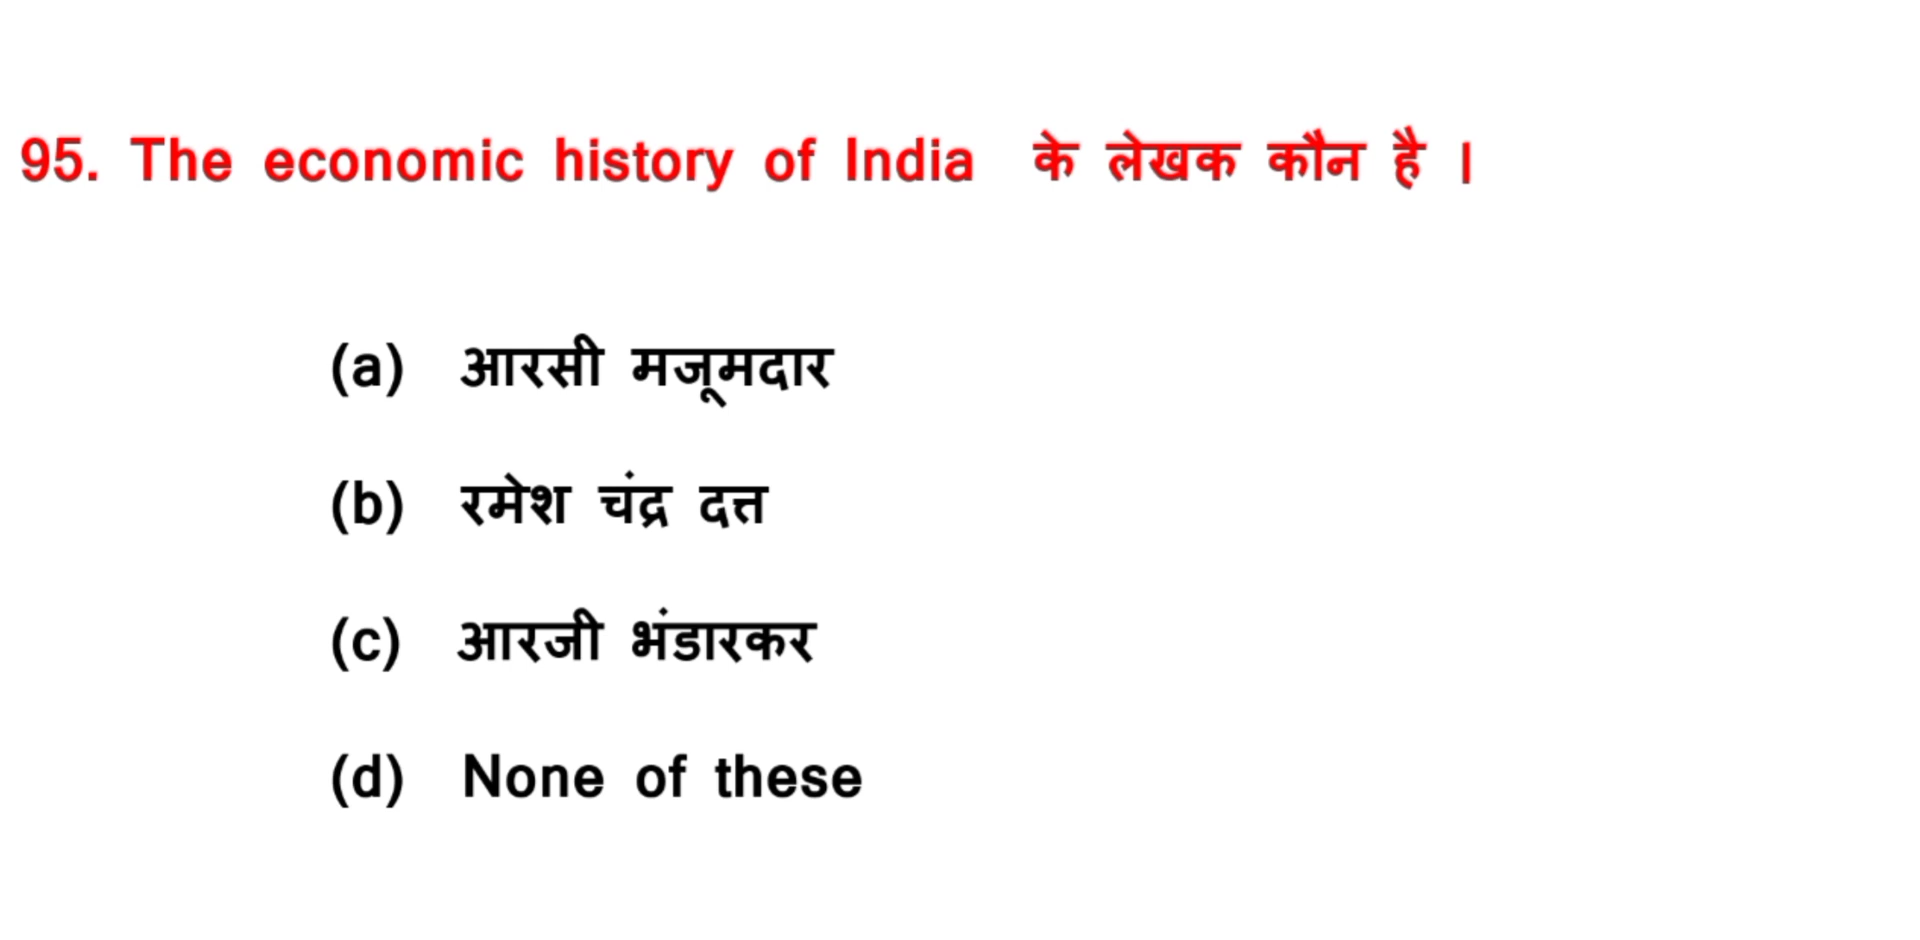 95. The economic history of India के लेखक कौन है ।
(a) आरसी मजूमदार
(b) रमेश चंद्र दत्त
(c) आरजी भंडारकर
(d) None of these